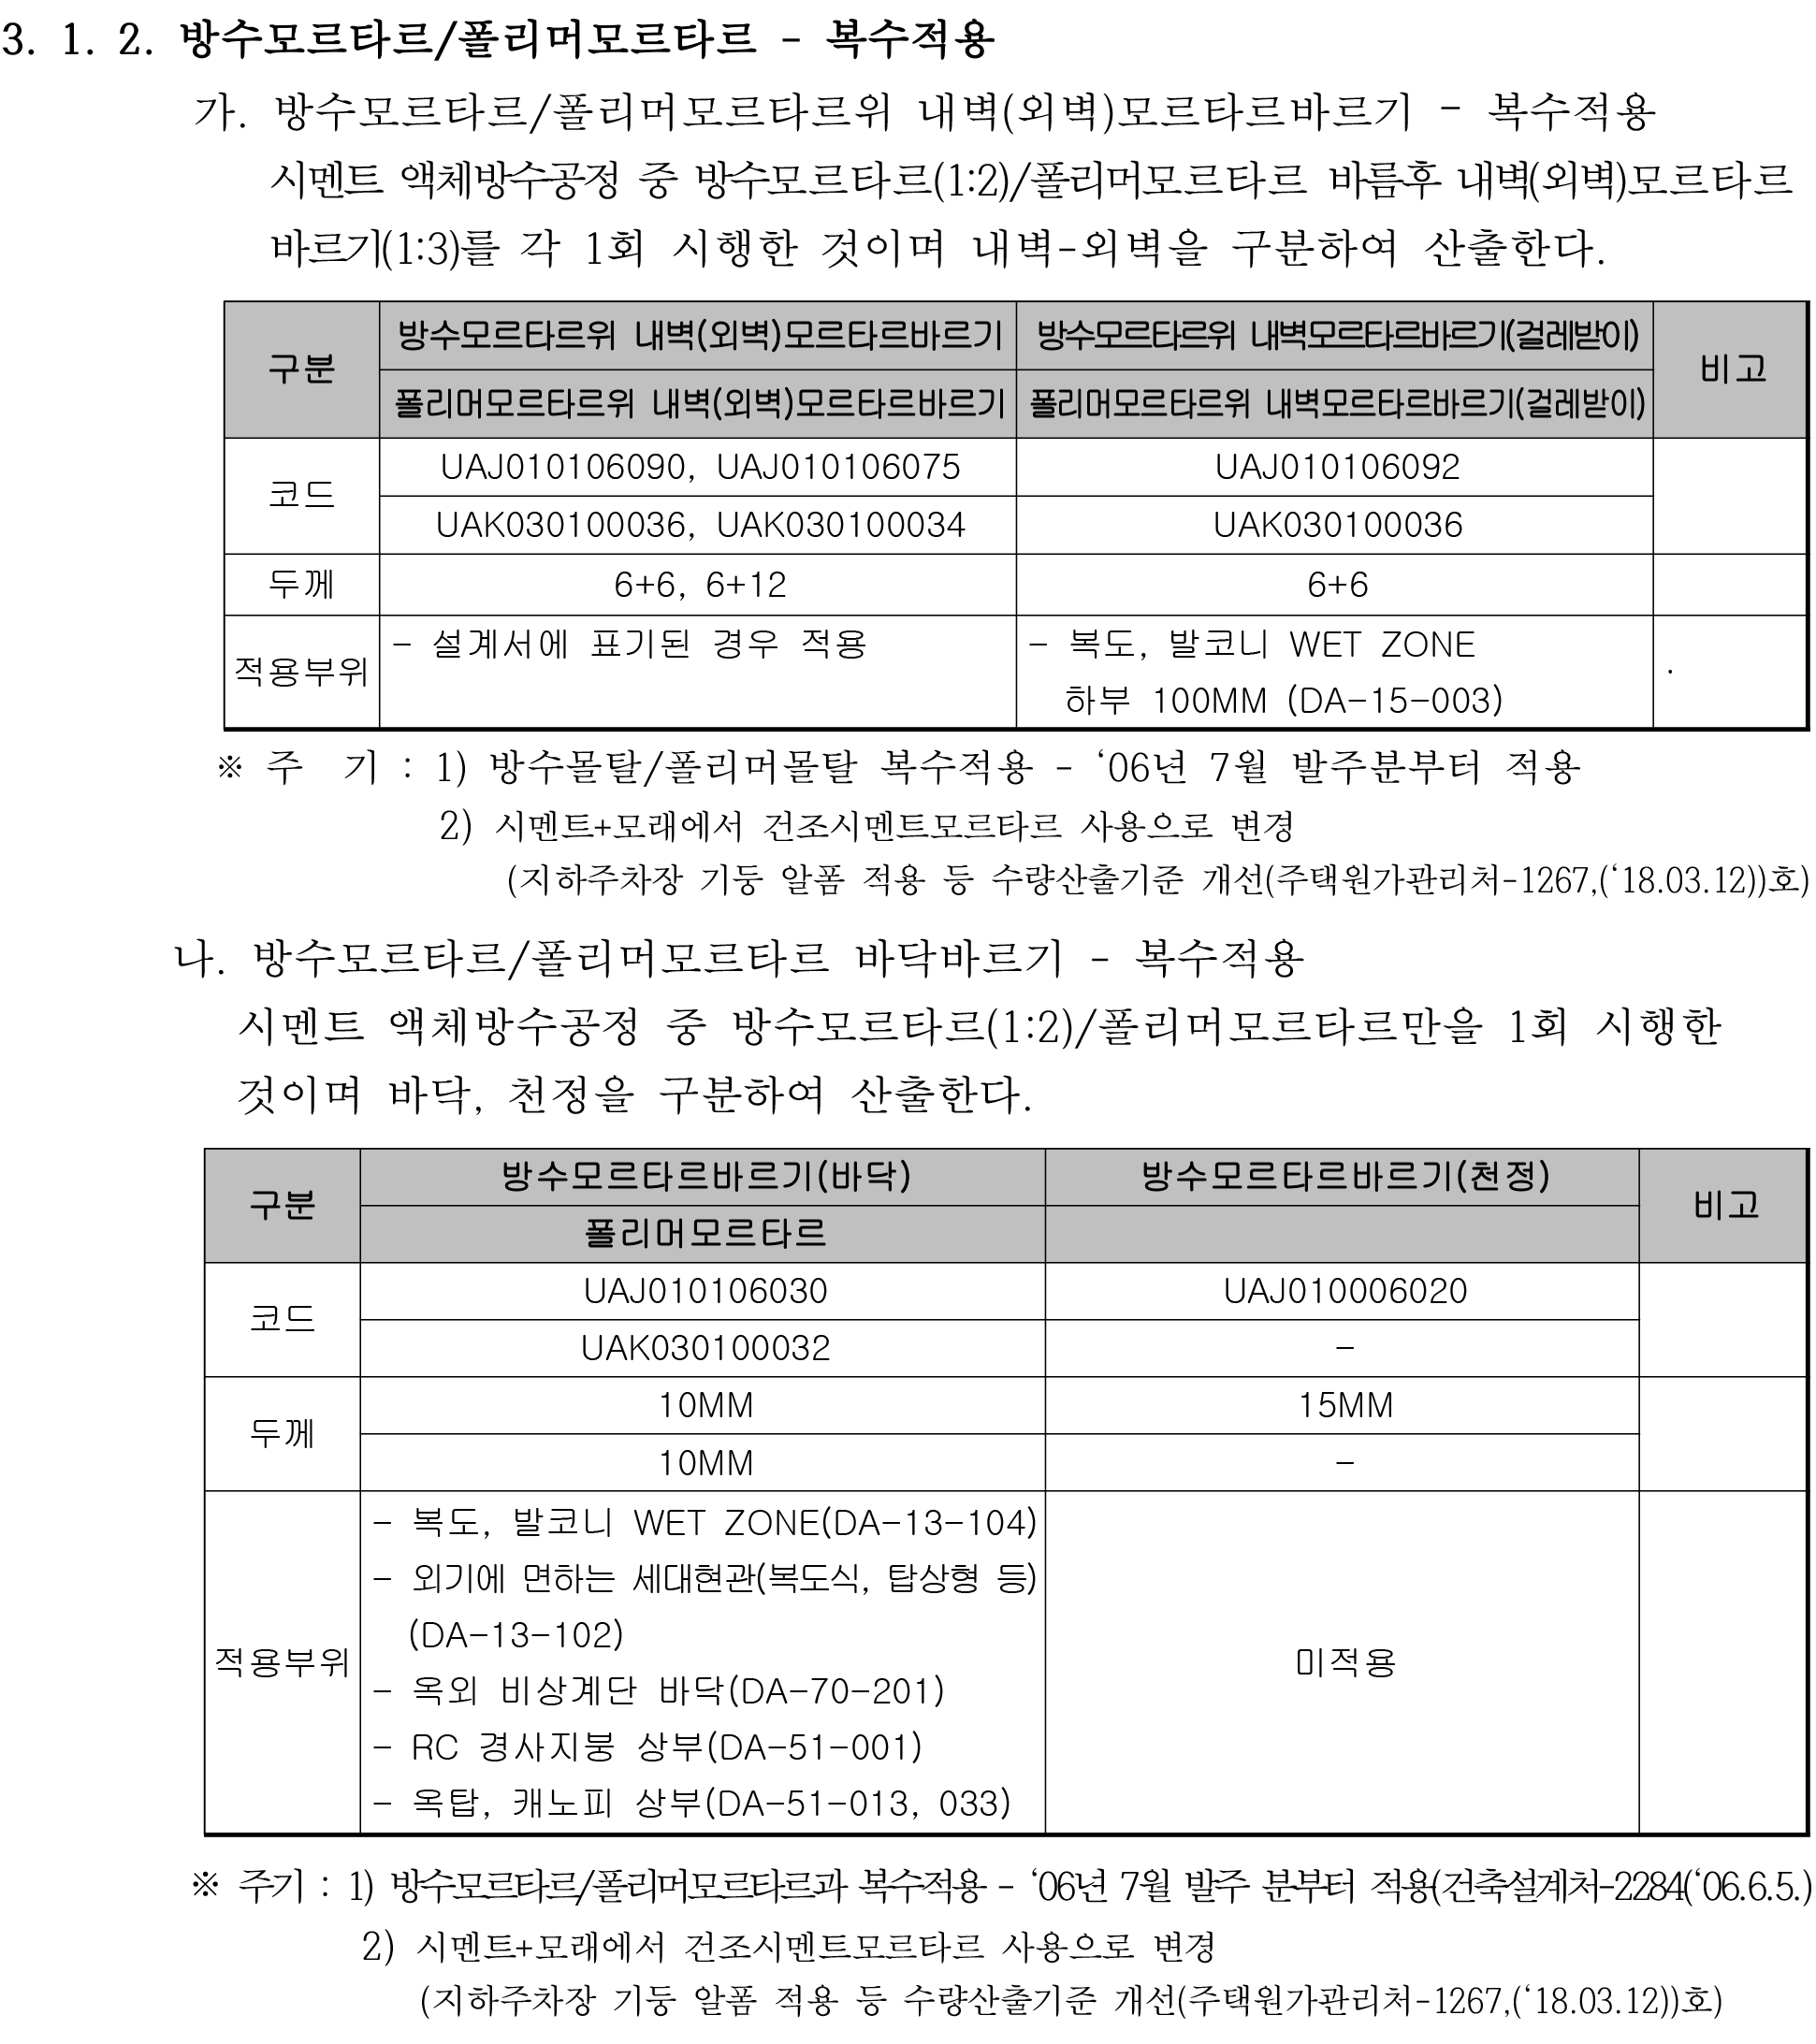 3. 1. 2. 방수모르타르/폴리머모르타르 - 복수적용
가. 방수모르타르/폴리머모르타르위 내벽(외벽)모르타르바르기 - 복수적용
시멘트 액체방수공정 중 방수모르타르(1:2)/폴리머모르타르 바름후 내벽(외벽)모르타르
바르기(1:3)를 각 1회 시행한 것이며 내벽-외벽을 구분하여 산출한다.
구분 방수모르타르위 내벽(외벽)모르타르바르기 방수모르타르위 내벽모르타르바르기(걸레받이) 비고
폴리머모르타르위 내벽(외벽)모르타르바르기 폴리머모르타르위 내벽모르타르바르기(걸레받이)
코드 UAJ010106090, UAJ010106075 UAJ010106092
UAK030100036, UAK030100034 UAK030100036
두께 6+6, 6+12 6+6
적용부위 - 설계서에 표기된 경우 적용 - 복도, 발코니 WET ZONE .
하부 100MM (DA-15-003)
※ 주 기 : 1) 방수몰탈/폴리머몰탈 복수적용 - ‘06년 7월 발주분부터 적용
2) 시멘트+모래에서 건조시멘트모르타르 사용으로 변경
(지하주차장 기둥 알폼 적용 등 수량산출기준 개선(주택원가관리처-1267,(‘18.03.12))호)
나. 방수모르타르/폴리머모르타르 바닥바르기 - 복수적용
시멘트 액체방수공정 중 방수모르타르(1:2)/폴리머모르타르만을 1회 시행한
것이며 바닥, 천정을 구분하여 산출한다.
구분 방수모르타르바르기(바닥) 방수모르타르바르기(천정) 비고
폴리머모르타르
코드 UAJ010106030 UAJ010006020
UAK030100032 -
두께 10MM 15MM
10MM -
적용부위 - 복도, 발코니 WET ZONE(DA-13-104)
- 외기에 면하는 세대현관(복도식, 탑상형 등)
(DA-13-102)
- 옥외 비상계단 바닥(DA-70-201) 미적용
- RC 경사지붕 상부(DA-51-001)
- 옥탑, 캐노피 상부(DA-51-013, 033)
※ 주기 : 1) 방수모르타르/폴리머모르타르과 복수적용 - ‘06년 7월 발주 분부터 적용(건축설계처-2284(‘06.6.5.)
2) 시멘트+모래에서 건조시멘트모르타르 사용으로 변경
(지하주차장 기둥 알폼 적용 등 수량산출기준 개선(주택원가관리처-1267,(‘18.03.12))호)